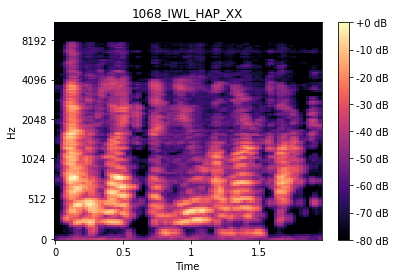 1068_IWL_HAP_XX
Hz
8192
4096
2048
1024
512
0
0
0.5
1
1.5
Time
+0 dB
-10 dB
-20 dB
-30 dB
-40 dB
-50 dB
-60 dB
-70 dB
-80 dB